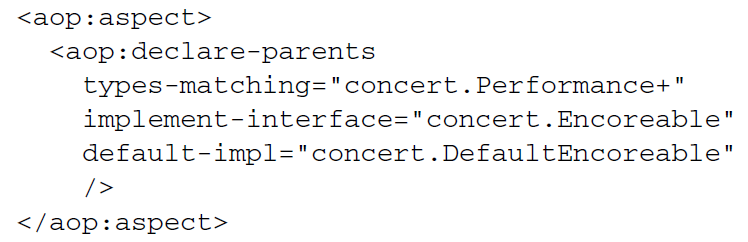 <aop:aspect>
  <aop:declare-parents
    types-matching="concert.Performance+"
    implement-interface="concert.Encoreable"
    default-impl="concert.DefaultEncoreable"
    />
</aop:aspect>